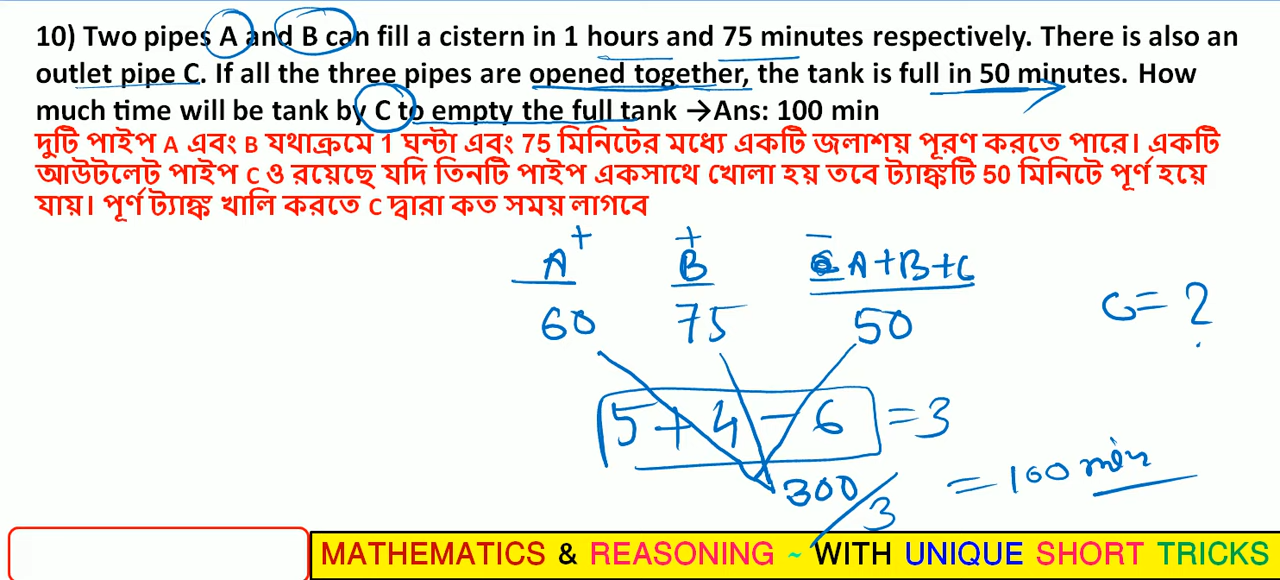 10) Two pipes A and B can fill a cistern in 1 hours and 75 minutes respectively. There is also an
outlet pipe C. If all the three pipes are opened together, the tank is full in 50 minutes. How
much time will be tank by C to empty the full tank →Ans: 100 min
দুটি পাইপ A এবং B যথাক্রমে 1 ঘন্টা এবং 75 মিনিটের মধ্যে একটি জলাশয় পূরণ করতে পারে। একটি
আউটলেট পাইপ C ও রয়েছে যদি তিনটি পাইপ একসাথে খোলা হয় তবে ট্যাঙ্কটি 50 মিনিটে পূর্ণ হয়ে
যায়। পূর্ণ ট্যাঙ্ক খালি করতে C দ্বারা কত সময় লাগবে
+ + −
A B A+B+C
60 75 50 C = ?
5 + 4 − 6 = 3
300/3 = 100 min
MATHEMATICS & REASONING ~ WITH UNIQUE SHORT TRICKS